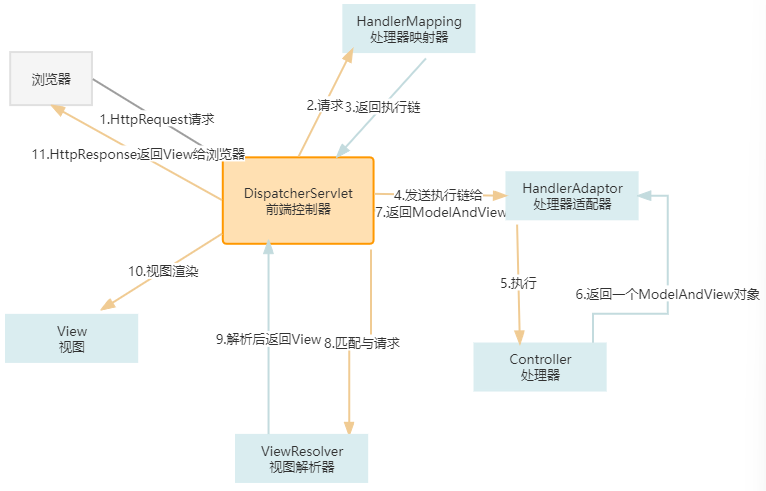 HandlerMapping
处理器映射器
浏览器
1.HttpRequest请求
2.请求
3.返回执行链
11.HttpResponse返回View给浏览器
DispatcherServlet
前端控制器
4.发送执行链给
7.返回ModelAndView
HandlerAdaptor
处理器适配器
10.视图渲染
5.执行
6.返回一个ModelAndView对象
View
视图
9.解析后返回View
8.匹配与请求
Controller
处理器
ViewResolver
视图解析器